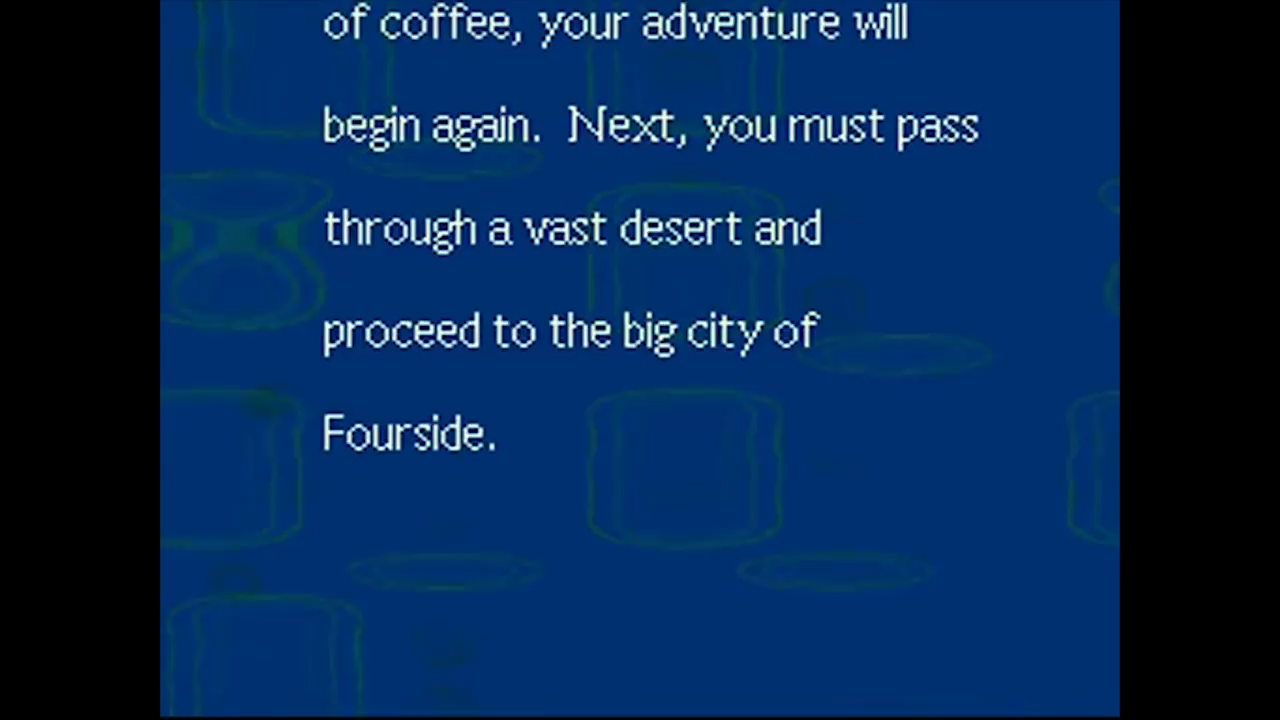 of coffee, your adventure will
begin again.  Next, you must pass
through a vast desert and
proceed to the big city of
Fourside.